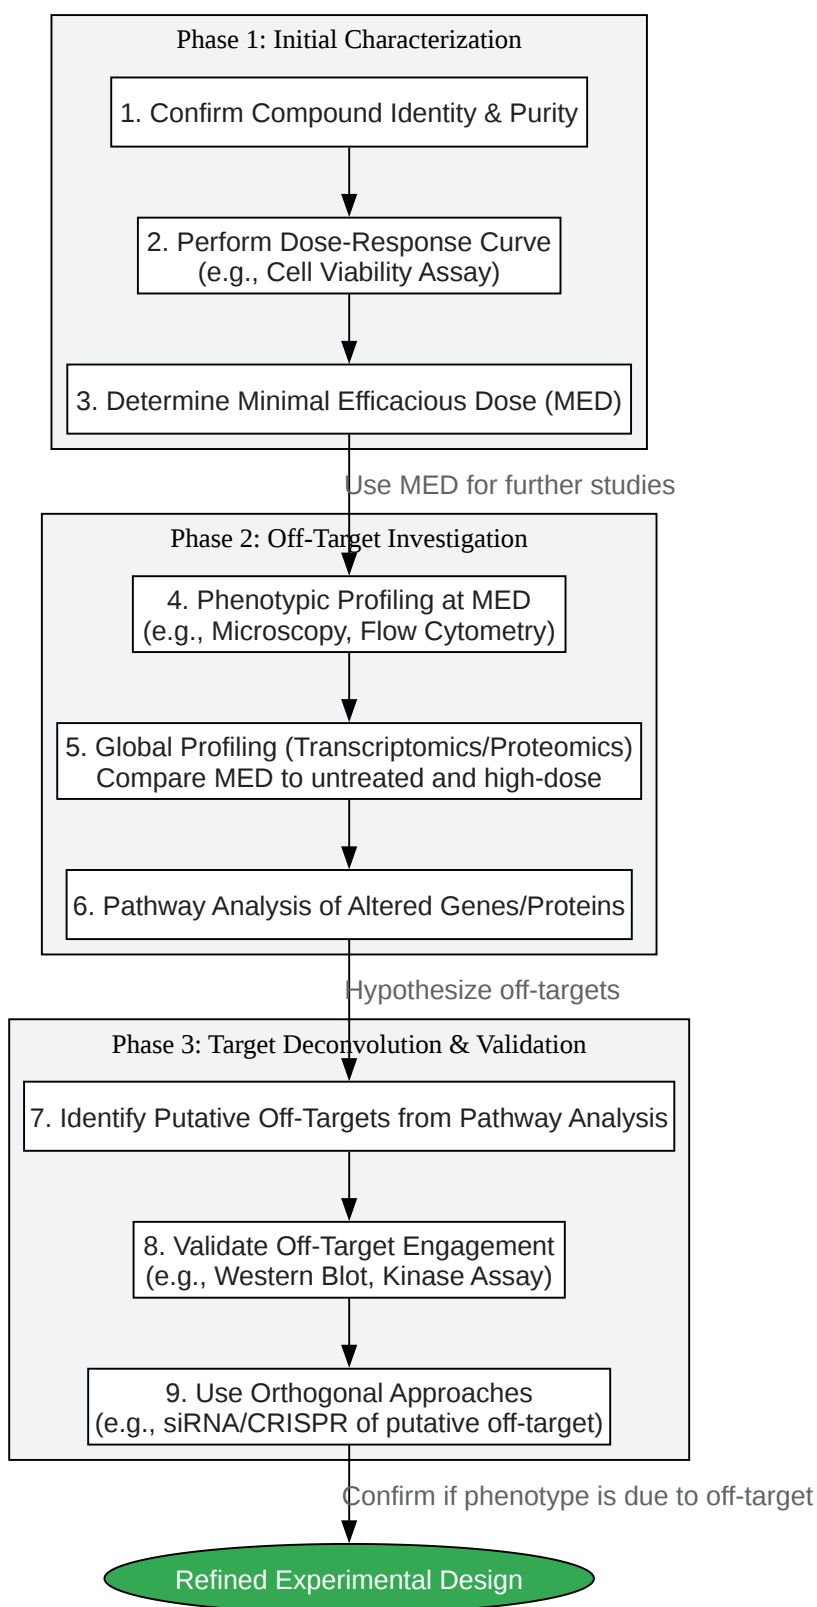 Phase 1: Initial Characterization
1. Confirm Compound Identity & Purity
2. Perform Dose-Response Curve
(e.g., Cell Viability Assay)
3. Determine Minimal Efficacious Dose (MED)
Use MED for further studies
Phase 2: Off-Target Investigation
4. Phenotypic Profiling at MED
(e.g., Microscopy, Flow Cytometry)
5. Global Profiling (Transcriptomics/Proteomics)
Compare MED to untreated and high-dose
6. Pathway Analysis of Altered Genes/Proteins
Hypothesize off-targets
Phase 3: Target Deconvolution & Validation
7. Identify Putative Off-Targets from Pathway Analysis
8. Validate Off-Target Engagement
(e.g., Western Blot, Kinase Assay)
9. Use Orthogonal Approaches
(e.g., siRNA/CRISPR of putative off-target)
Confirm if phenotype is due to off-target
Refined Experimental Design